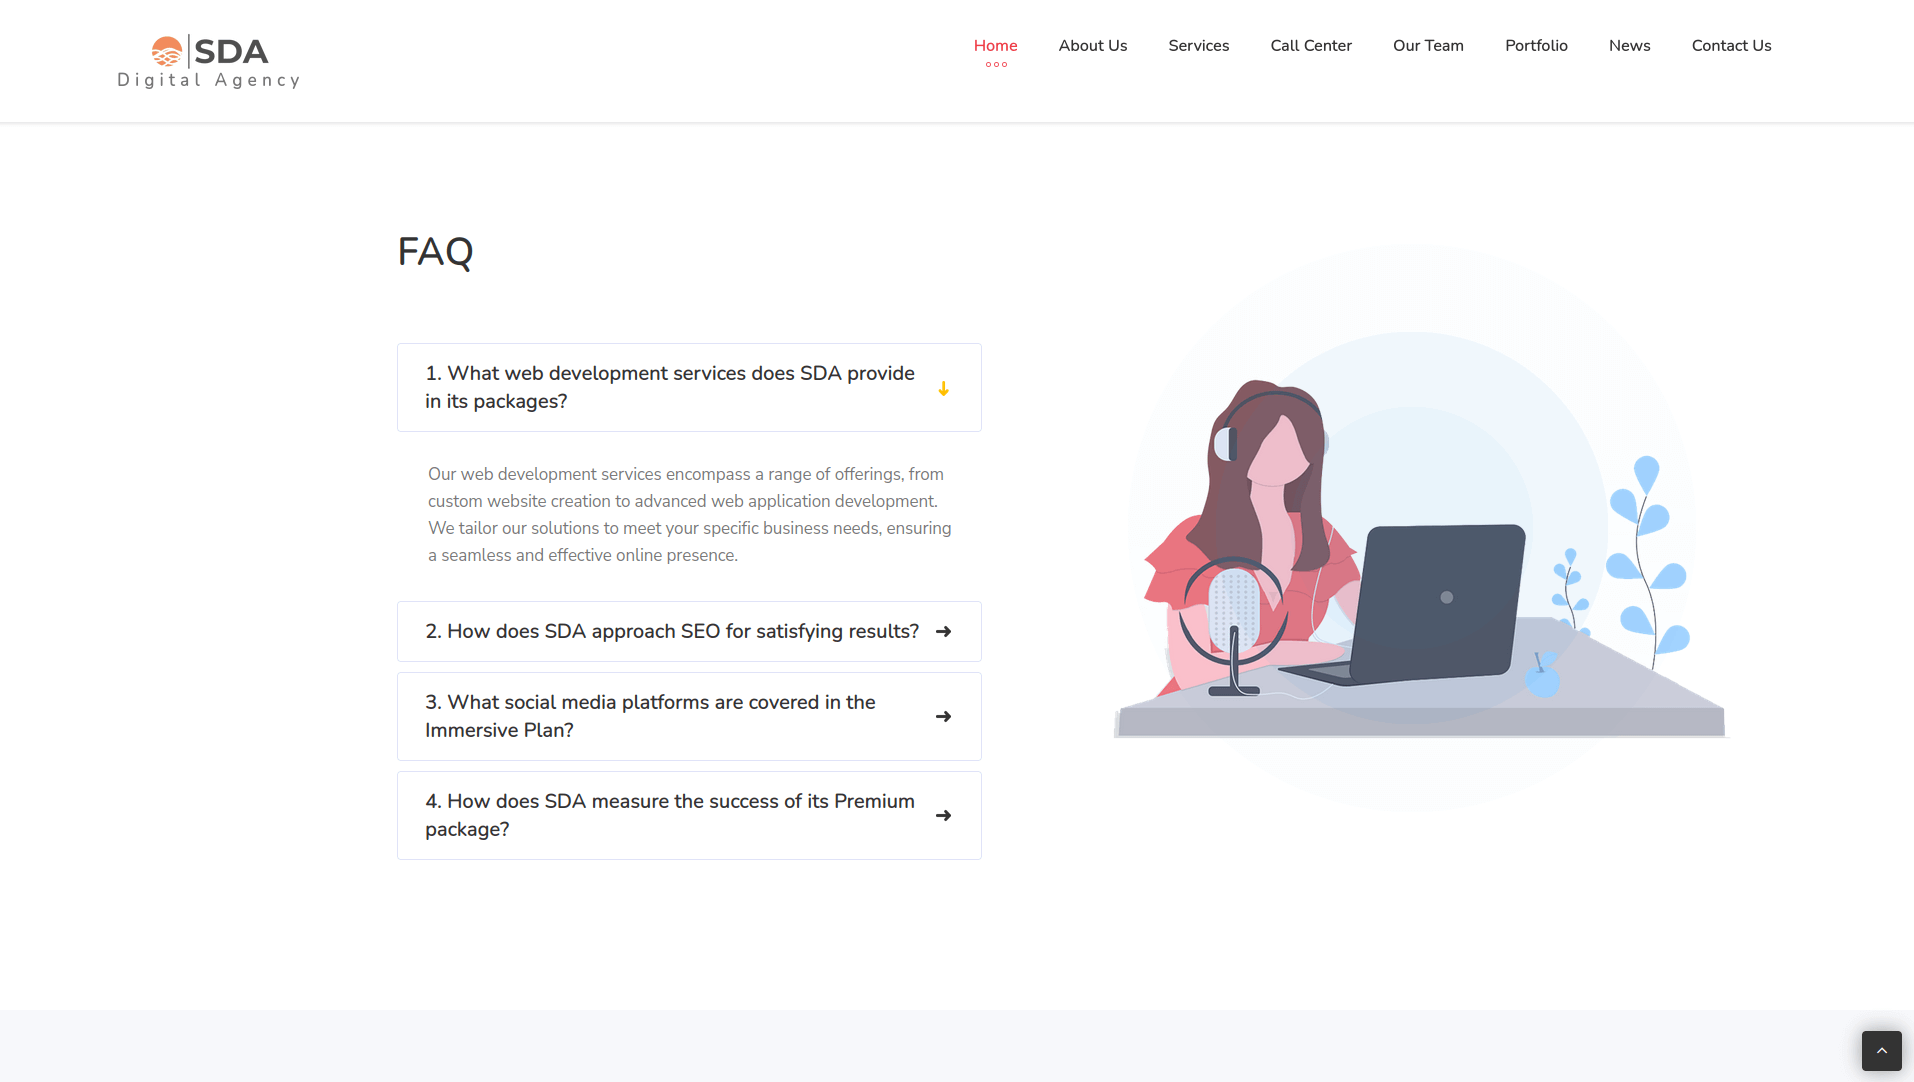 SDA
Digital Agency
Home
About Us
Services
Call Center
Our Team
Portfolio
News
Contact Us
FAQ
1. What web development services does SDA provide
in its packages?
Our web development services encompass a range of offerings, from
custom website creation to advanced web application development.
We tailor our solutions to meet your specific business needs, ensuring
a seamless and effective online presence.
2. How does SDA approach SEO for satisfying results?
3. What social media platforms are covered in the
Immersive Plan?
4. How does SDA measure the success of its Premium
package?